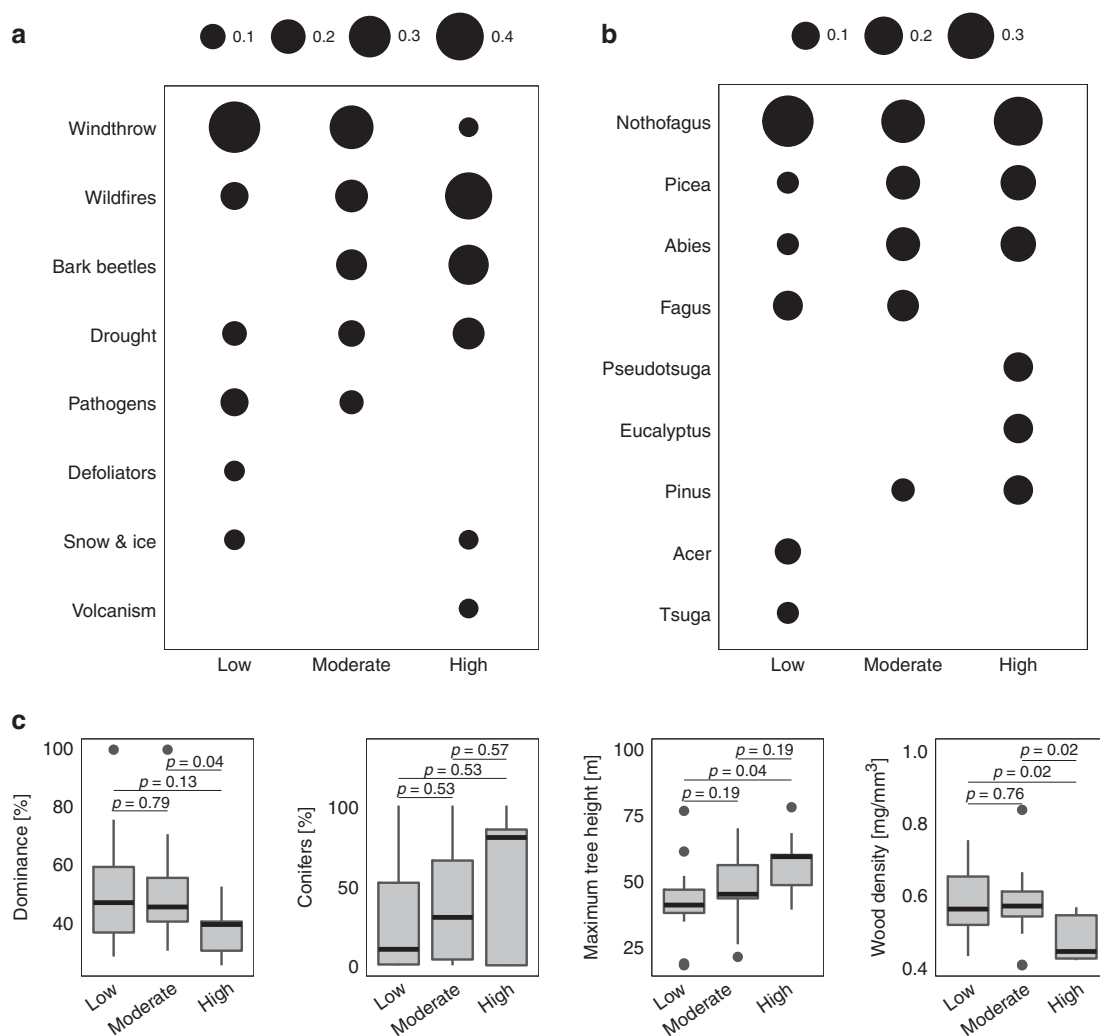 a
0.1 0.2 0.3 0.4
Windthrow
Wildfires
Bark beetles
Drought
Pathogens
Defoliators
Snow & ice
Volcanism
Low Moderate High
b
0.1 0.2 0.3
Nothofagus
Picea
Abies
Fagus
Pseudotsuga
Eucalyptus
Pinus
Acer
Tsuga
Low Moderate High
c
Dominance [%]
100
80
60
40
p = 0.04
p = 0.13
p = 0.79
Low Moderate High
Conifers [%]
100
50
0
p = 0.57
p = 0.53
p = 0.53
Low Moderate High
Maximum tree height [m]
100
75
50
25
p = 0.19
p = 0.04
p = 0.19
Low Moderate High
Wood density [mg/mm³]
1.0
0.8
0.6
0.4
p = 0.02
p = 0.02
p = 0.76
Low Moderate High